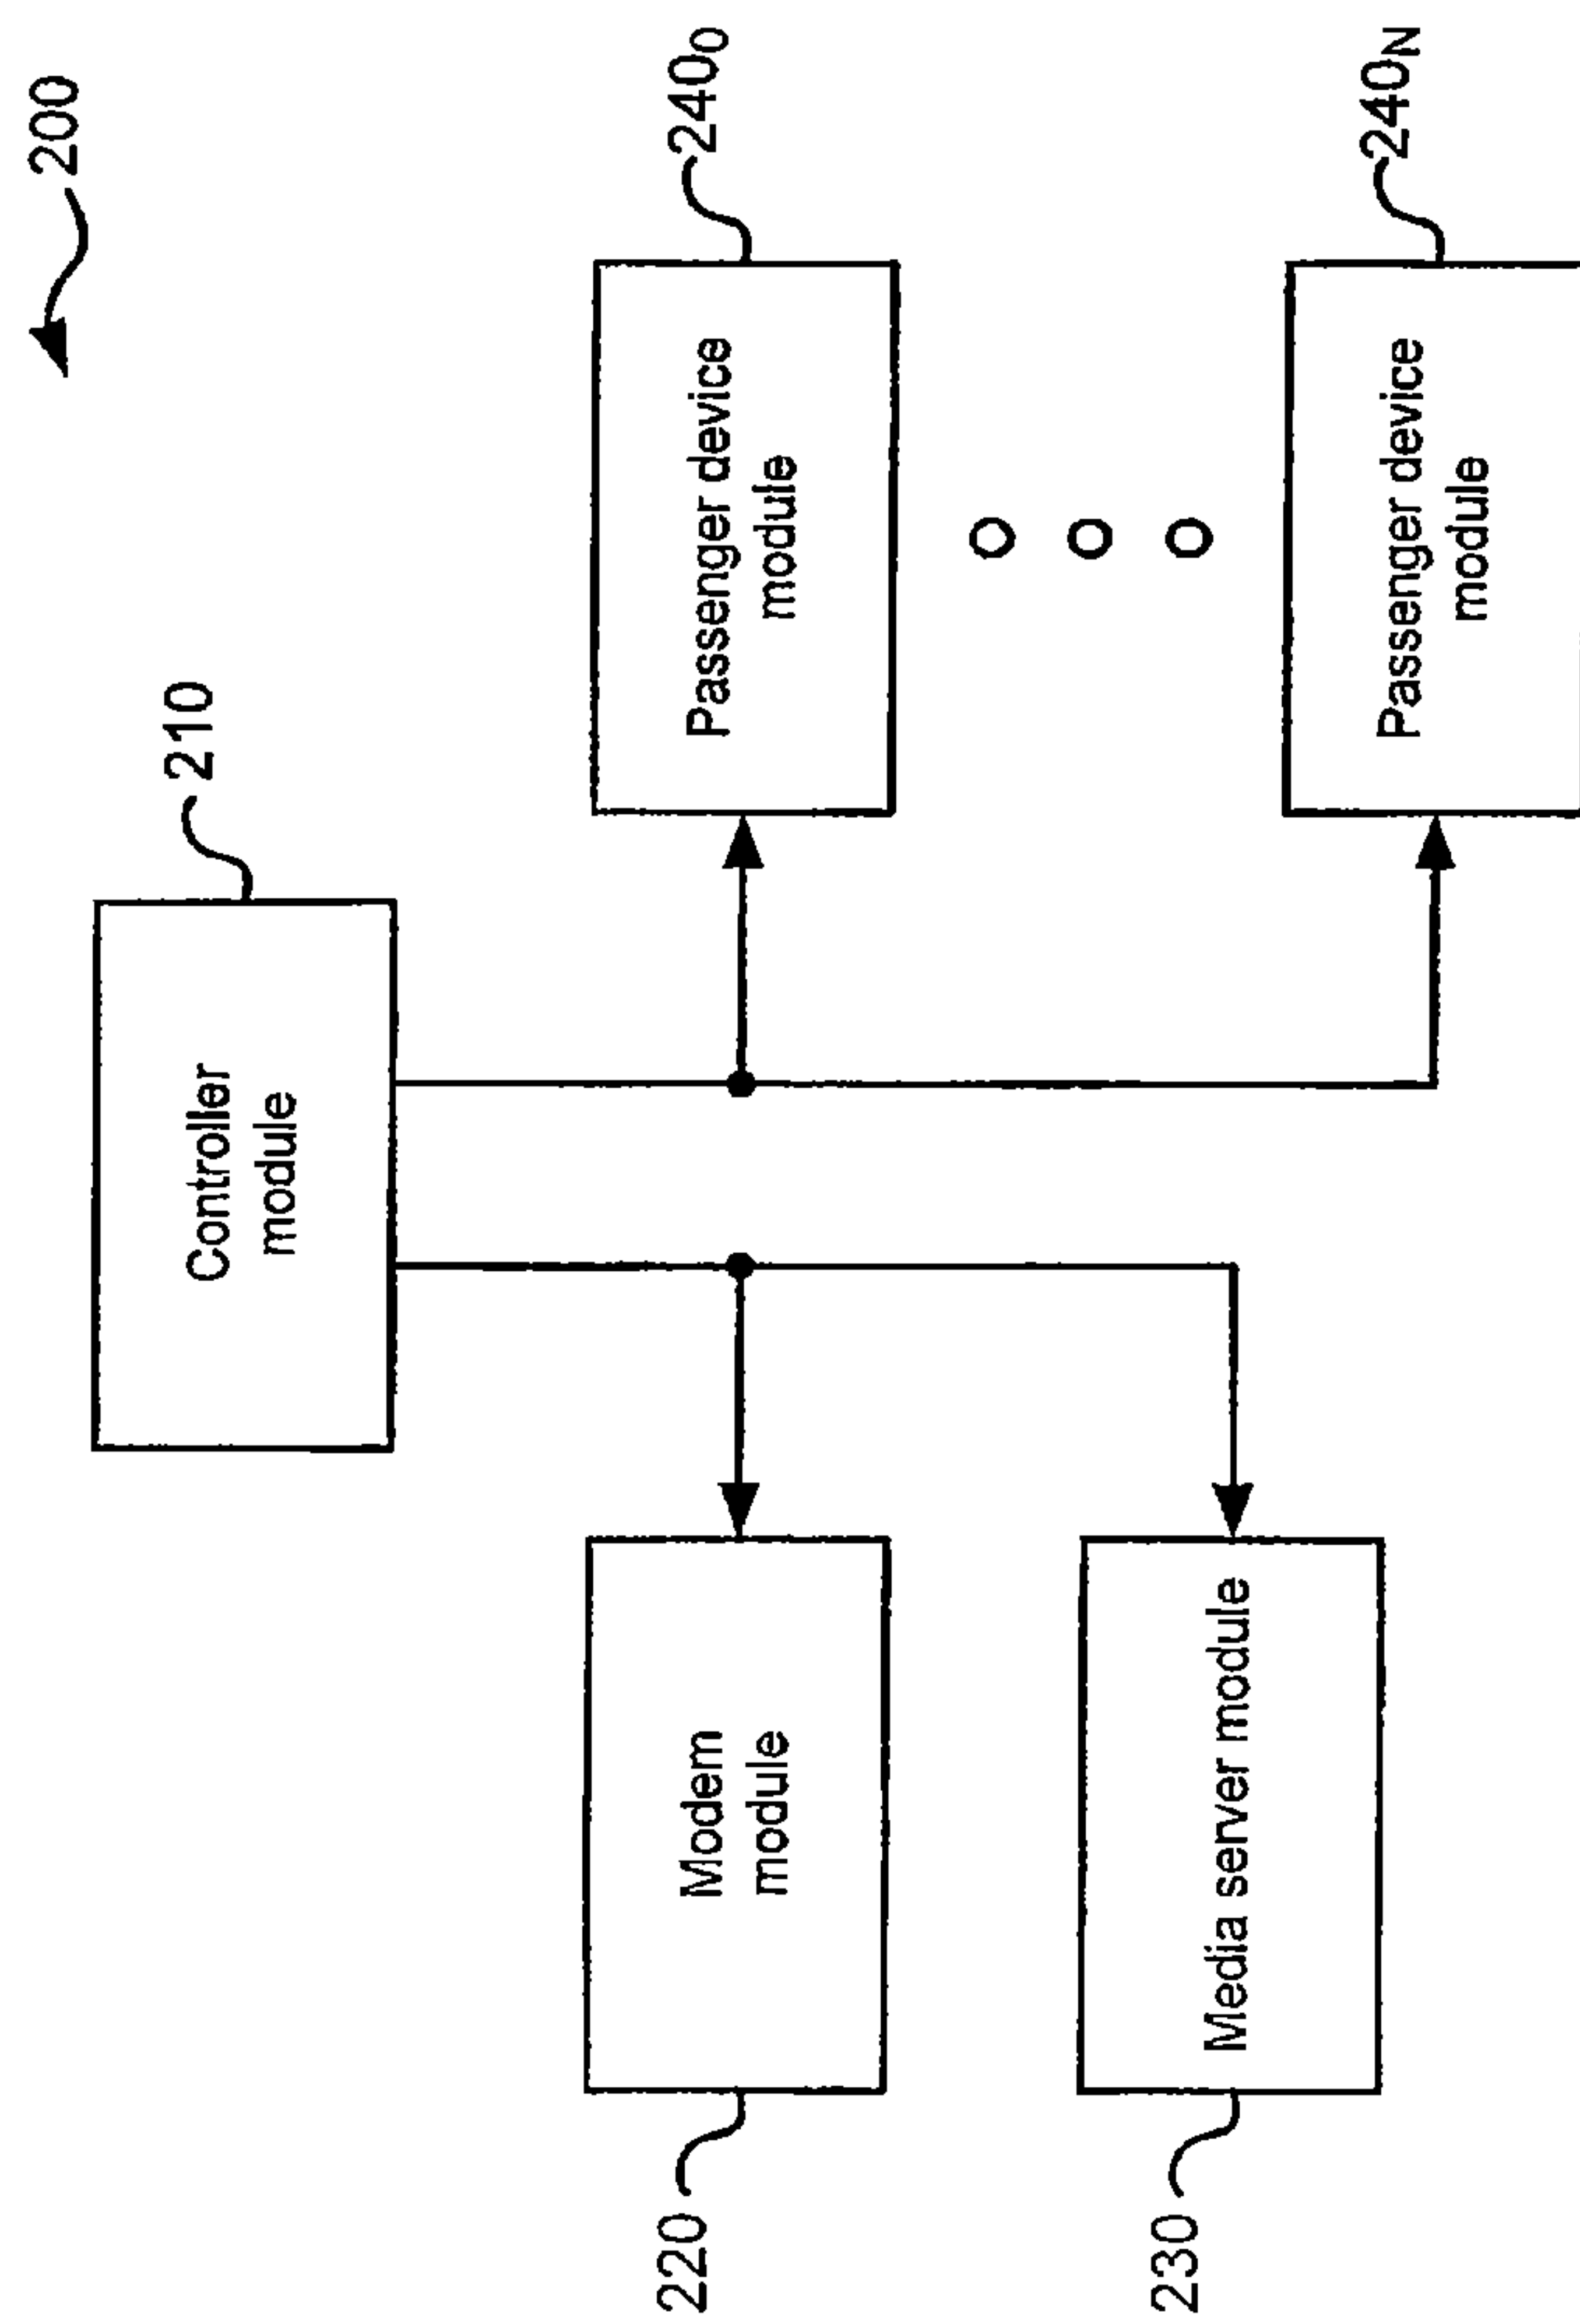 200
210
Controller
module
240₀
Passenger device
module
220
Modem
module
230
Media server module
240N
Passenger device
module